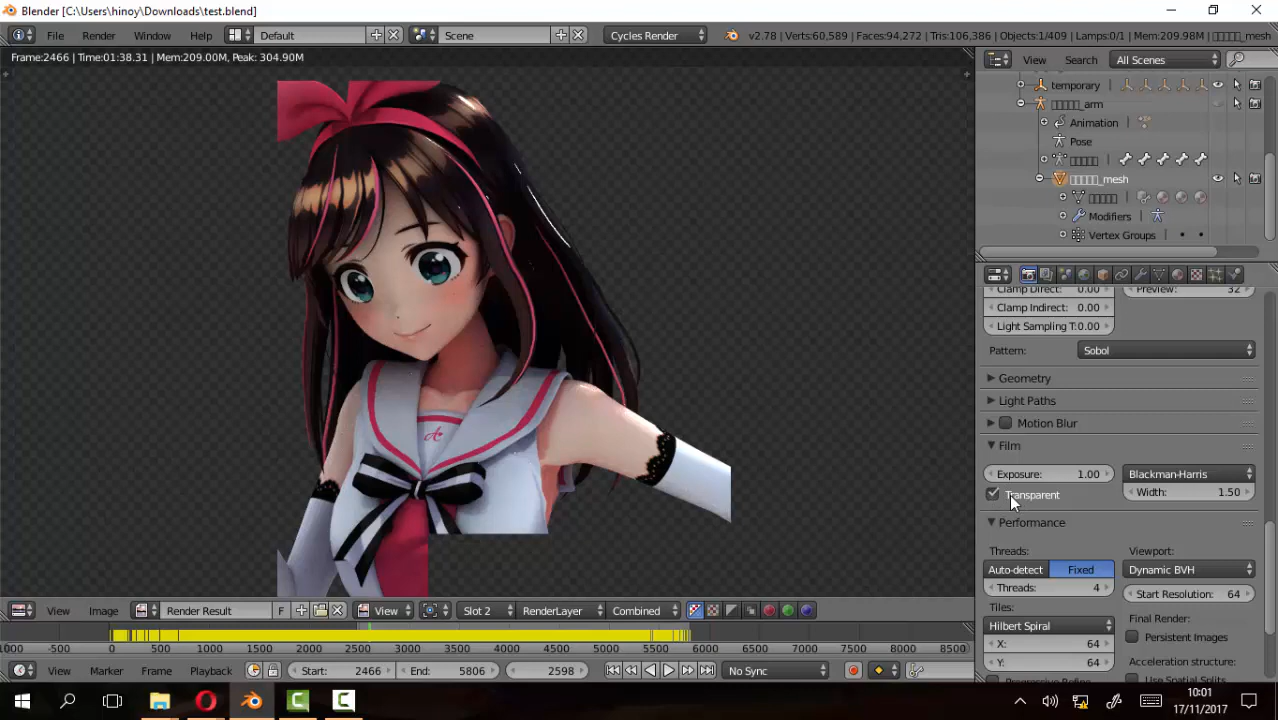 Blender [C:\Users\hinoy\Downloads\test.blend]
File Render Window Help Default Scene Cycles Render v2.78 | Verts:60,589 | Faces:94,272 | Tris:106,386 | Objects:1/409 | Lamps:0/1 | Mem:209.98M | _mesh
Frame:2466 | Time:01:38.31 | Mem:209.00M, Peak: 304.90M
View Search All Scenes
temporary
_arm
Animation
Pose
_mesh
Modifiers
Vertex Groups
Clamp Direct: 0.00 Preview: 32
Clamp Indirect: 0.00
Light Sampling T:0.00
Pattern: Sobol
Geometry
Light Paths
Motion Blur
Film
Exposure: 1.00 Blackman-Harris
Transparent Width: 1.50
Performance
Threads: Viewport:
Auto-detect Fixed Dynamic BVH
Threads: 4 Start Resolution: 64
Tiles: Final Render:
Hilbert Spiral Persistent Images
X: 64 Acceleration structure:
Y: 64 Use Spatial Splits
Progressive Refine
View Image Render Result F View Slot 2 RenderLayer Combined
-1000 -500 0 500 1000 1500 2000 2500 3000 3500 4000 4500 5000 5500 6000 6500 7000 7500 8000 8500
View Marker Frame Playback Start: 2466 End: 5806 2598 No Sync
10:01
17/11/2017